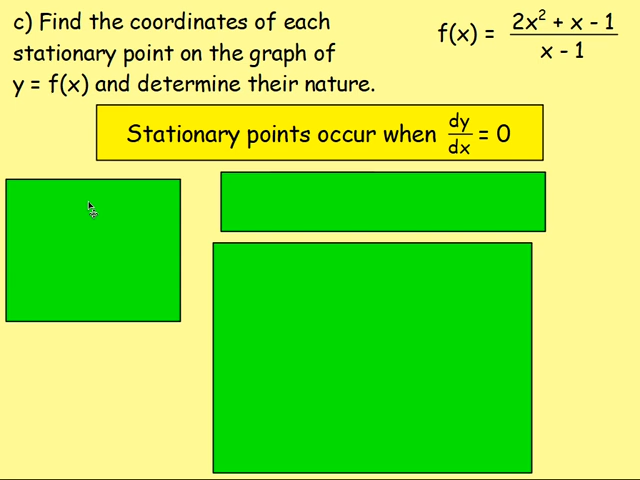 c) Find the coordinates of each
stationary point on the graph of
y = f(x) and determine their nature.
f(x) = 2x² + x - 1
x - 1
Stationary points occur when dy/dx = 0